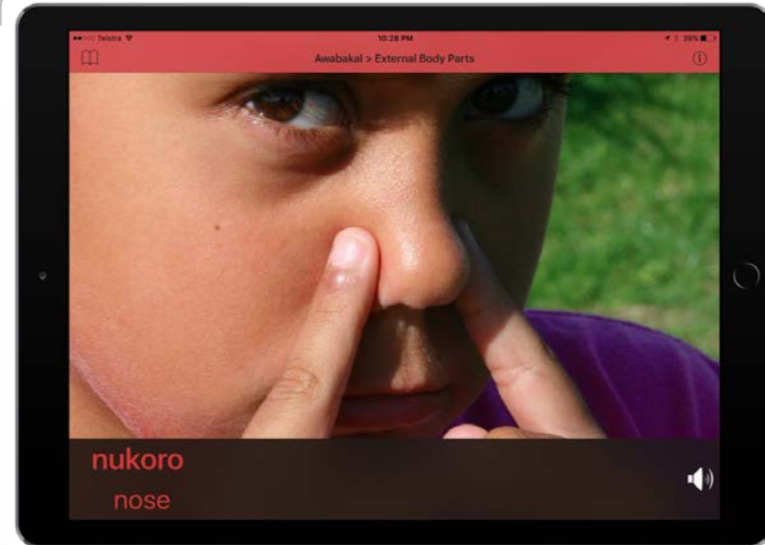 Telstra
10:28 PM
39%
Awabakal > External Body Parts
nukoro
nose